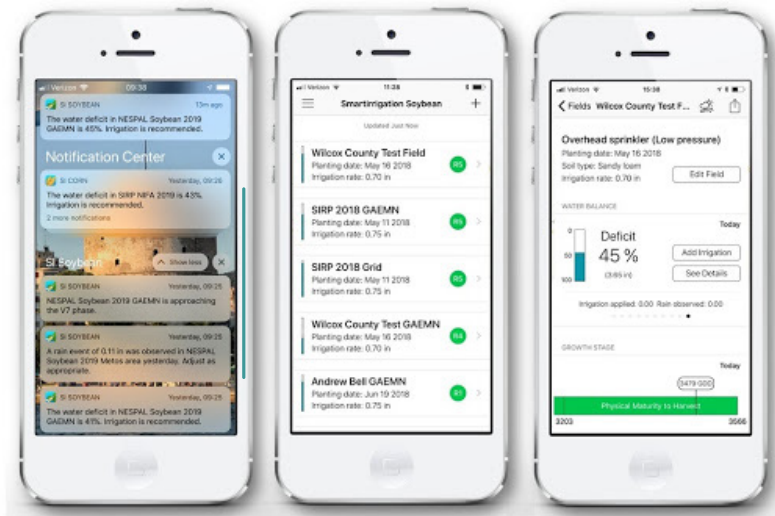 Verizon
09:38
SI SOYBEAN
13m ago
The water deficit in NESPAL Soybean 2019
GAEMN is 45%. Irrigation is recommended.
Notification Center
SI CORN
Yesterday, 09:26
The water deficit in SIRP NIFA 2019 is 43%.
Irrigation is recommended.
2 more notifications
SI Soybean
Show less
SI SOYBEAN
Yesterday, 09:25
NESPAL Soybean 2019 GAEMN is approaching
the V7 phase.
SI SOYBEAN
Yesterday, 09:25
A rain event of 0.11 in was observed in NESPAL
Soybean 2019 Metos area yesterday. Adjust as
appropriate.
SI SOYBEAN
Yesterday, 09:25
The water deficit in NESPAL Soybean 2019
GAEMN is 41%. Irrigation is recommended.
Verizon
11:38
Smartirrigation Soybean
+
Updated Just Now
Wilcox County Test Field
Planting date: May 16 2018
Irrigation rate: 0.70 in
SIRP 2018 GAEMN
Planting date: May 11 2018
Irrigation rate: 0.75 in
SIRP 2018 Grid
Planting date: May 11 2018
Irrigation rate: 0.75 in
Wilcox County Test GAEMN
Planting date: May 16 2018
Irrigation rate: 0.70 in
R4
Andrew Bell GAEMN
Planting date: Jun 19 2018
Irrigation rate: 0.75 in
Verizon
15:38
Fields
Wilcox County Test F...
Overhead sprinkler (Low pressure)
Planting date: May 16 2018
Soil type: Sandy loam
Irrigation rate: 0.70 in
Edit Field
WATER BALANCE
Today
0
50
100
Deficit
45 %
(3.65 in)
Add Irrigation
See Details
Irrigation applied: 0.00 Rain observed: 0.00
GROWTH STAGE
Today
3479 GDD
Physical Maturity to Harvest
3203
3566